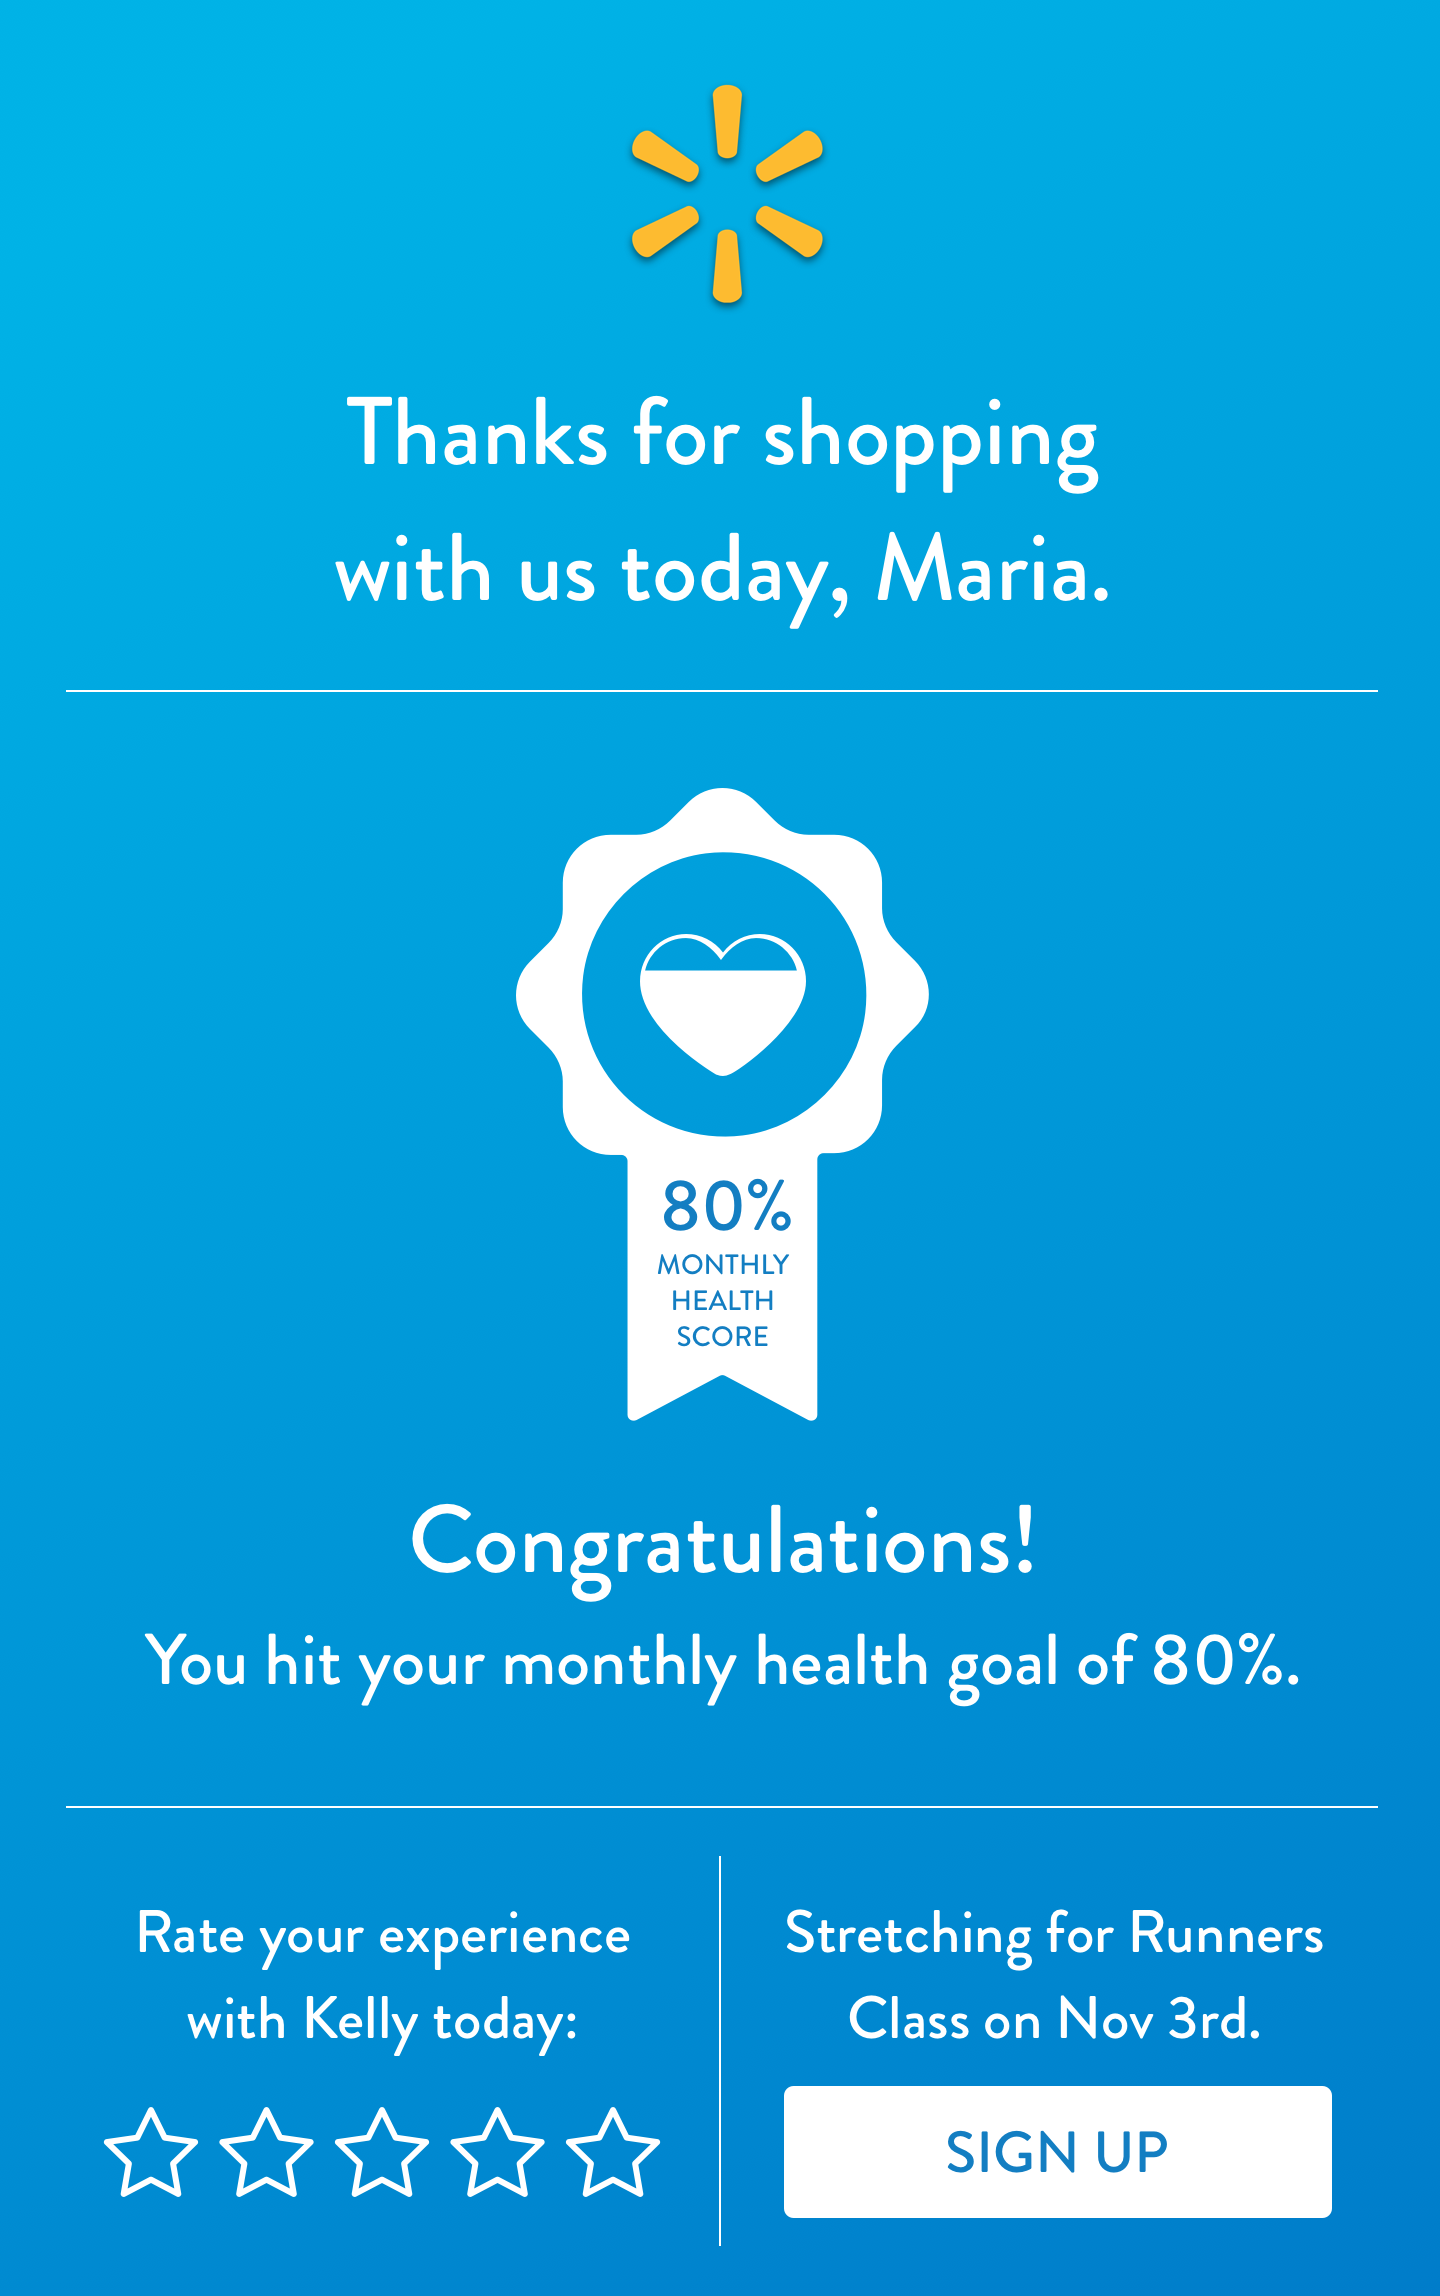 Thanks for shopping
with us today, Maria.
80%
MONTHLY
HEALTH
SCORE
Congratulations!
You hit your monthly health goal of 80%.
Rate your experience
with Kelly today:
Stretching for Runners
Class on Nov 3rd.
SIGN UP